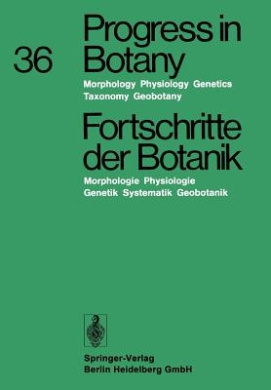 36
Progress in
Botany
Morphology Physiology Genetics
Taxonomy Geobotany
Fortschritte
der Botanik
Morphologie Physiologie
Genetik Systematik Geobotanik
Springer-Verlag
Berlin Heidelberg GmbH